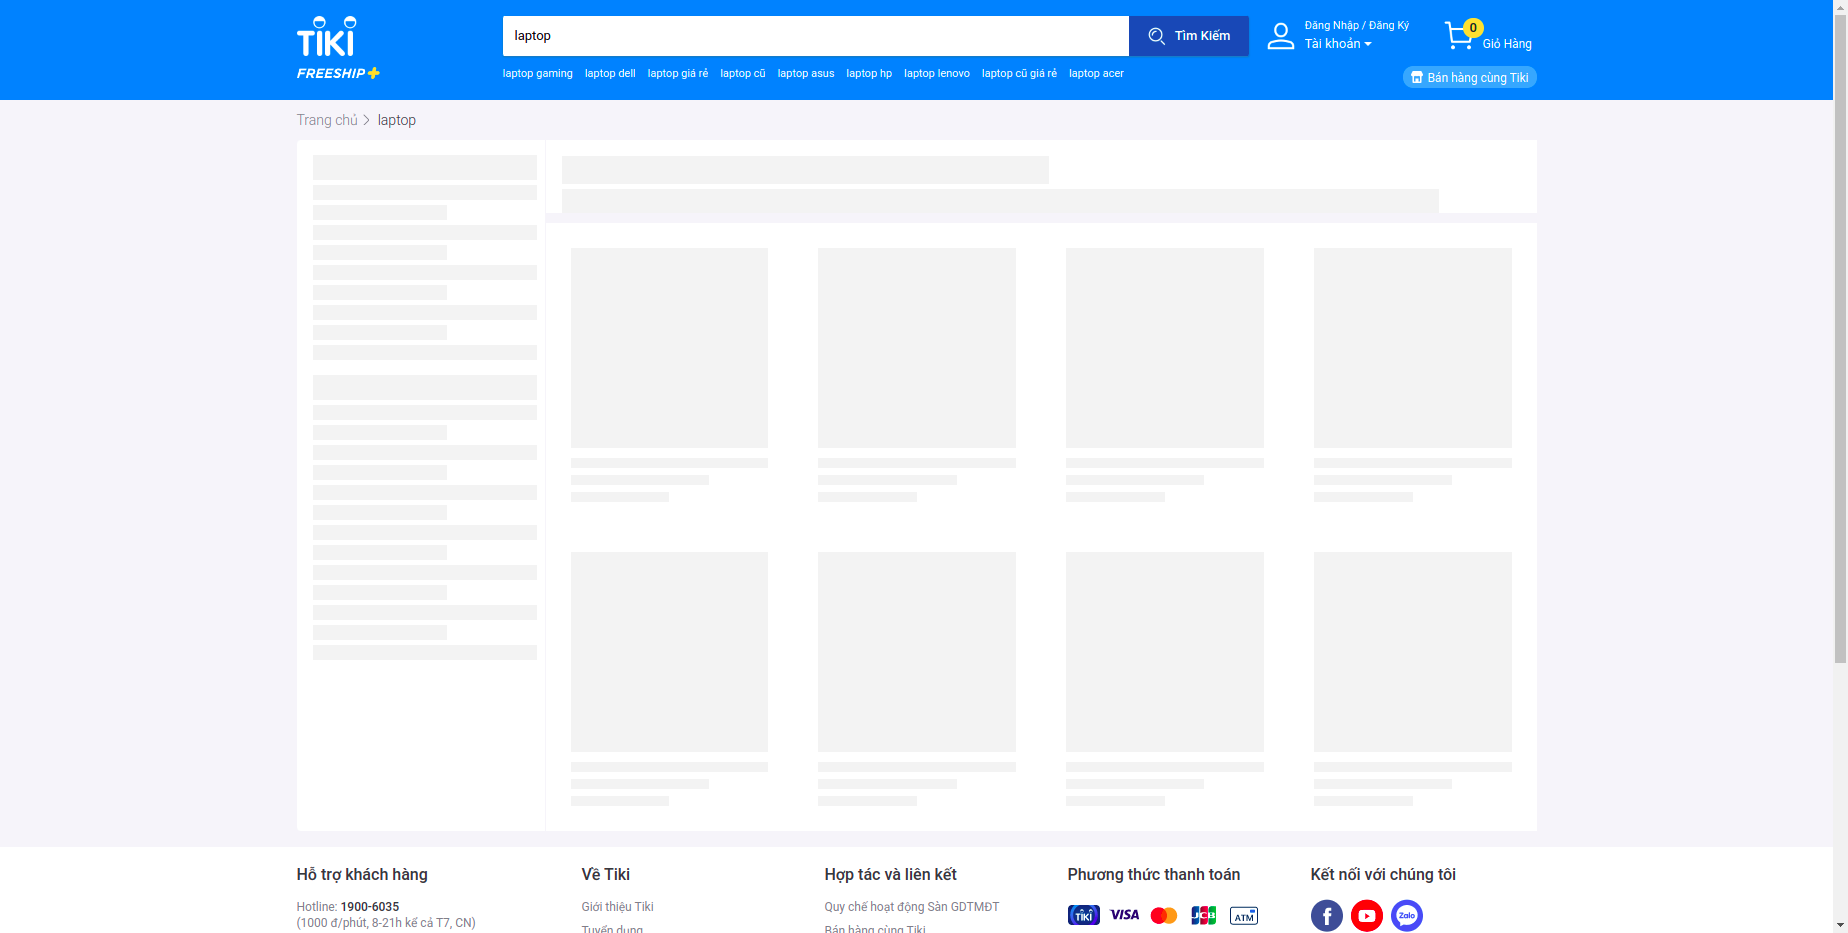 TIKI
FREESHIP+
laptop
Tìm Kiếm
Đăng Nhập / Đăng Ký
Tài khoản
0
Giỏ Hàng
laptop gaming laptop dell laptop giá rẻ laptop cũ laptop asus laptop hp laptop lenovo laptop cũ giá rẻ laptop acer
Bán hàng cùng Tiki
Trang chủ > laptop
Hỗ trợ khách hàng
Hotline: 1900-6035
(1000 đ/phút, 8-21h kể cả T7, CN)
Về Tiki
Giới thiệu Tiki
Tuyển dụng
Hợp tác và liên kết
Quy chế hoạt động Sàn GDTMĐT
Bán hàng cùng Tiki
Phương thức thanh toán
TIKI VISA JCB ATM
Kết nối với chúng tôi
Zalo